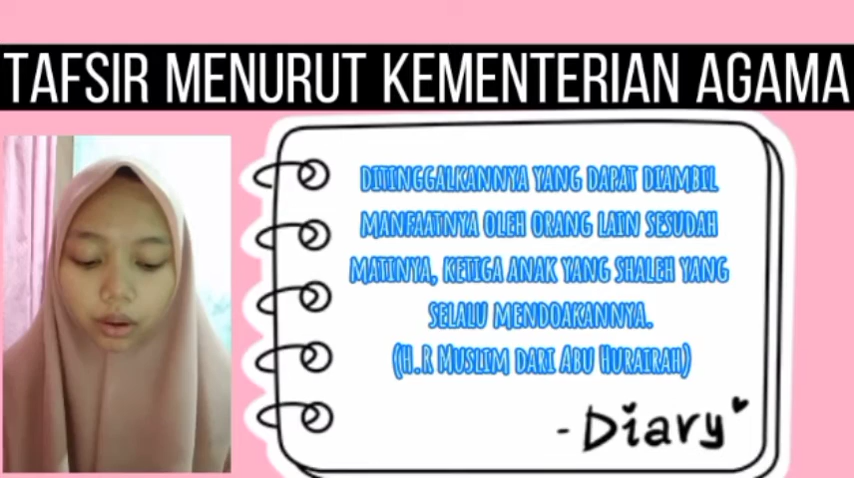 TAFSIR MENURUT KEMENTERIAN AGAMA
DITINGGALKANNYA YANG DAPAT DIAMBIL
MANFAATNYA OLEH ORANG LAIN SESUDAH
MATINYA, KETIGA ANAK YANG SHALEH YANG
SELALU MENDOAKANNYA.
(H.R MUSLIM DARI ABU HURAIRAH)
-Diary